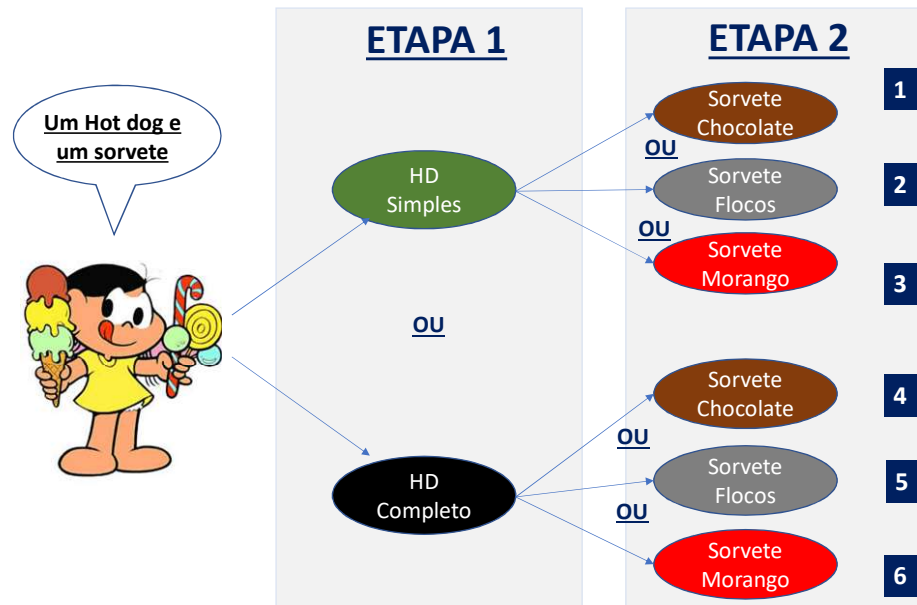 ETAPA 1
ETAPA 2
Um Hot dog e
um sorvete
HD
Simples
OU
HD
Completo
Sorvete
Chocolate
OU
Sorvete
Flocos
OU
Sorvete
Morango
Sorvete
Chocolate
OU
Sorvete
Flocos
OU
Sorvete
Morango
1
2
3
4
5
6